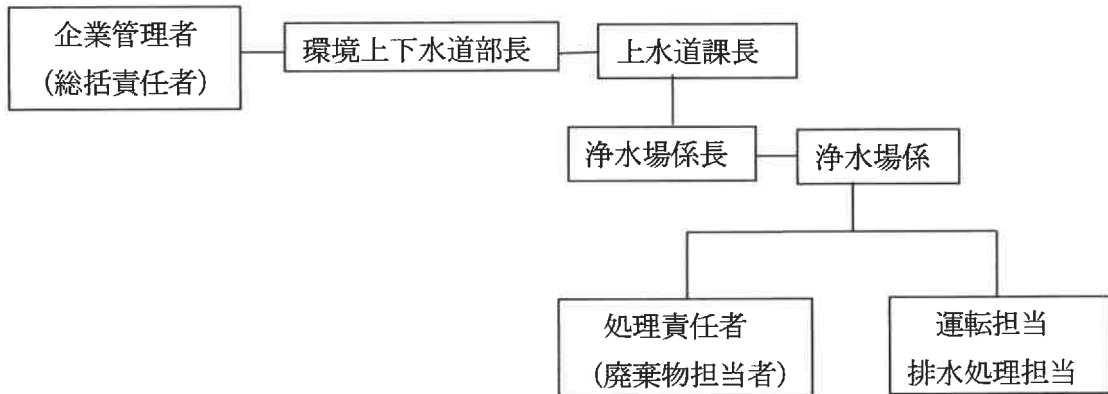 企業管理者
(総括責任者)
環境上下水道部長
上水道課長
浄水場係長
浄水場係
処理責任者
(廃棄物担当者)
運転担当
排水処理担当